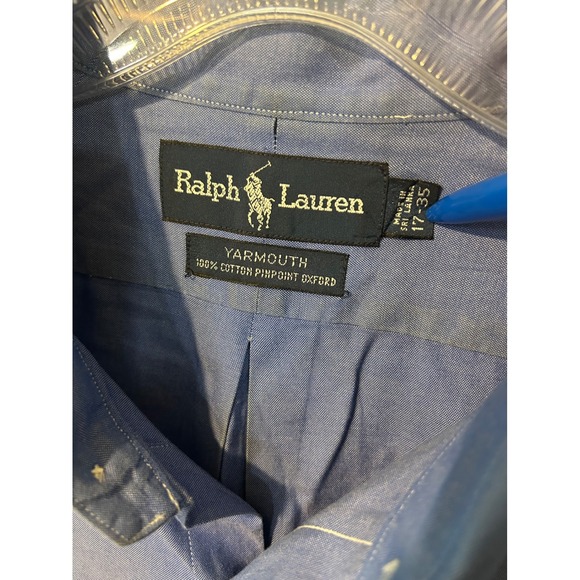 Ralph Lauren
MADE IN
SRI LANKA
17-35
YARMOUTH
100% COTTON PINPOINT OXFORD